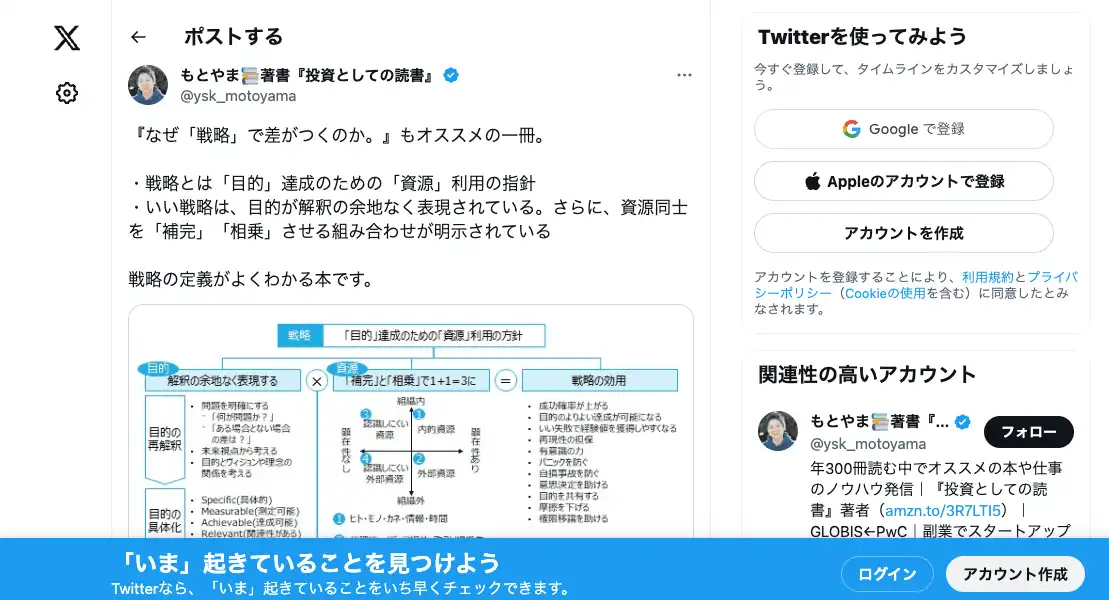 ポストする
もとやま📚著書『投資としての読書』
@ysk_motoyama
『なぜ「戦略」で差がつくのか。』もオススメの一冊。
・戦略とは「目的」達成のための「資源」利用の指針
・いい戦略は、目的が解釈の余地なく表現されている。さらに、資源同士
を「補完」「相乗」させる組み合わせが明示されている
戦略の定義がよくわかる本です。
戦略 「目的」達成のための「資源」利用の方針
目的
解釈の余地なく表現する
×
資源
「補完」と「相乗」で1+1=3に
=
戦略の効用
目的の
再解釈
• 問題を明確にする
-「何が問題か?」
-「ある場合とない場合
の差は?」
• 未来視点から考える
• 目的とヴィジョンや理念の
関係を考える
目的の
具体化
• Specific(具体的)
• Measurable(測定可能)
• Achievable(達成可能)
• Relevant(関連性がある)
組織内
3
認識しにくい
資源
1
内的資源
顕在性なし
顕在性あり
4
認識しにくい
外部資源
2
外部資源
組織外
1 ヒト・モノ・カネ・情報・時間
• 成功確率が上がる
• 目的のよりよい達成が可能になる
• いい失敗で経験値を獲得しやすくなる
• 再現性の担保
• 有意識の力
• パニックを防ぐ
• 自損事故を防ぐ
• 意思決定を助ける
• 目的を共有する
• 摩擦を下げる
• 権限移譲を助ける
Twitterを使ってみよう
今すぐ登録して、タイムラインをカスタマイズしましょ
う。
Google で登録
Appleのアカウントで登録
アカウントを作成
アカウントを登録することにより、利用規約とプライバ
シーポリシー（Cookieの使用を含む）に同意したとみ
なされます。
関連性の高いアカウント
もとやま📚著書『...
@ysk_motoyama
フォロー
年300冊読む中でオススメの本や仕事
のノウハウ発信｜『投資としての読
書』著者（amzn.to/3R7LTI5）｜
GLOBIS←PwC｜副業でスタートアップ
「いま」起きていることを見つけよう
Twitterなら、「いま」起きていることをいち早くチェックできます。
ログイン
アカウント作成